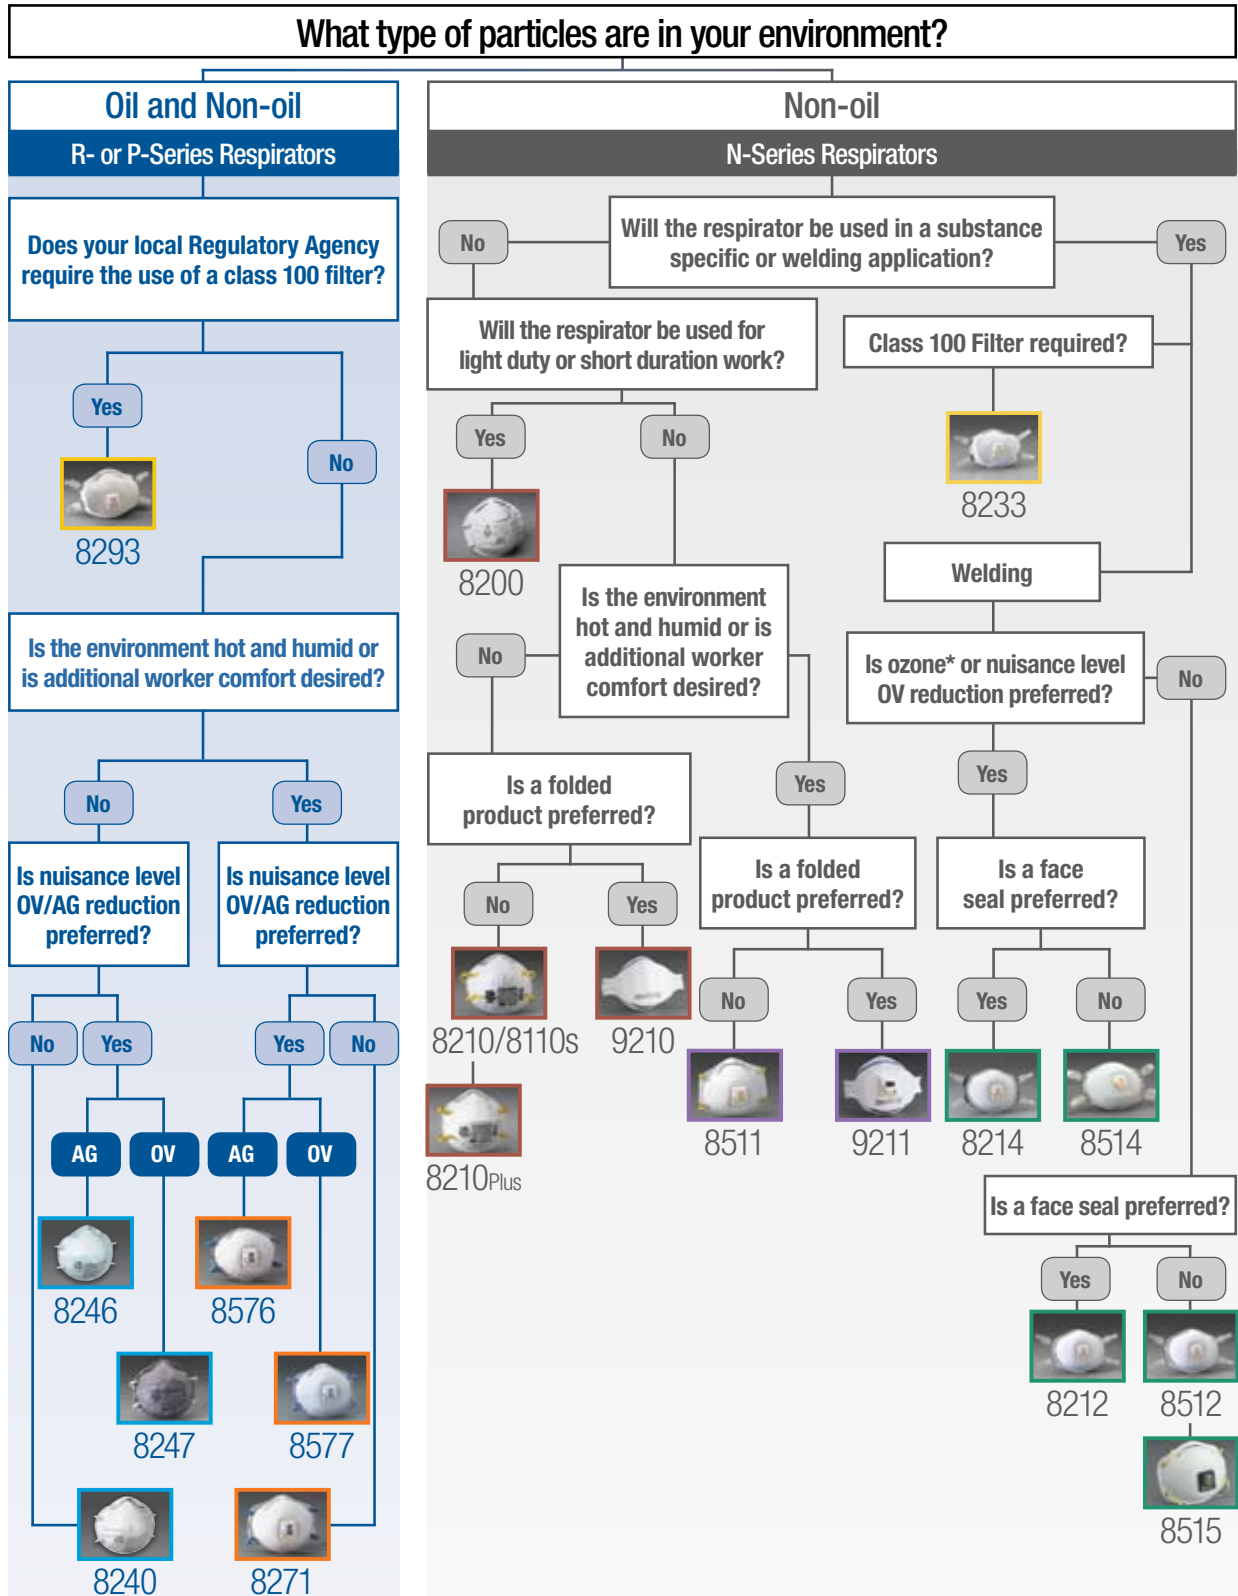 What type of particles are in your environment?
Oil and Non-oil
R- or P-Series Respirators
Does your local Regulatory Agency
require the use of a class 100 filter?
Yes
No
8293
Is the environment hot and humid or
is additional worker comfort desired?
No
Yes
Is nuisance level
OV/AG reduction
preferred?
Is nuisance level
OV/AG reduction
preferred?
No
Yes
Yes
No
AG
OV
AG
OV
8246
8576
8247
8577
8240
8271
Non-oil
N-Series Respirators
Will the respirator be used in a substance
specific or welding application?
No
Yes
Will the respirator be used for
light duty or short duration work?
Yes
No
8200
Is the environment
hot and humid or is
additional worker
comfort desired?
No
Yes
Is a folded
product preferred?
No
Yes
8210/8110s
9210
8210Plus
Is a folded
product preferred?
No
Yes
8511
9211
Class 100 Filter required?
8233
Welding
Is ozone* or nuisance level
OV reduction preferred?
Yes
No
Is a face
seal preferred?
Yes
No
8214
8514
Is a face seal preferred?
Yes
No
8212
8512
8515